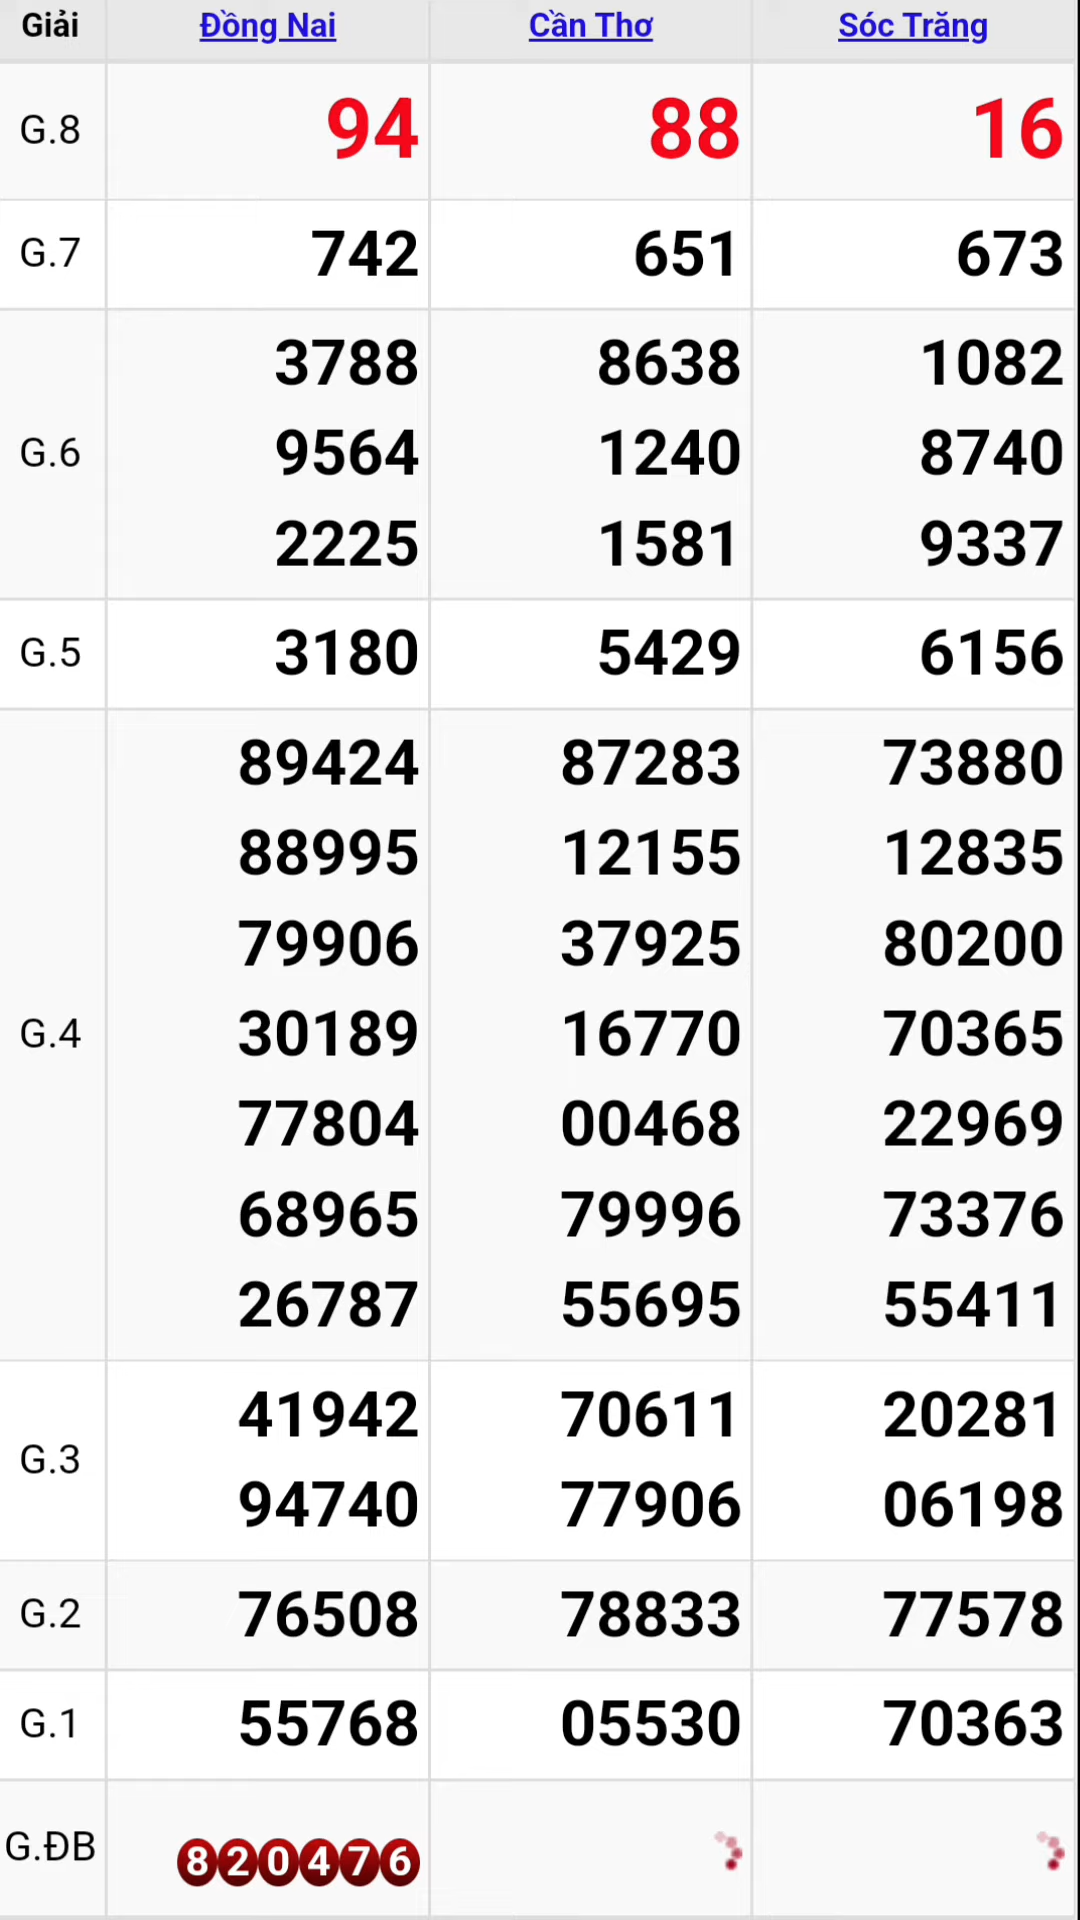 Giải Đồng Nai Cần Thơ Sóc Trăng
G.8 94 88 16
G.7 742 651 673
3788 8638 1082
G.6 9564 1240 8740
2225 1581 9337
G.5 3180 5429 6156
89424 87283 73880
88995 12155 12835
79906 37925 80200
G.4 30189 16770 70365
77804 00468 22969
68965 79996 73376
26787 55695 55411
G.3 41942 70611 20281
94740 77906 06198
G.2 76508 78833 77578
G.1 55768 05530 70363
G.ĐB 820476